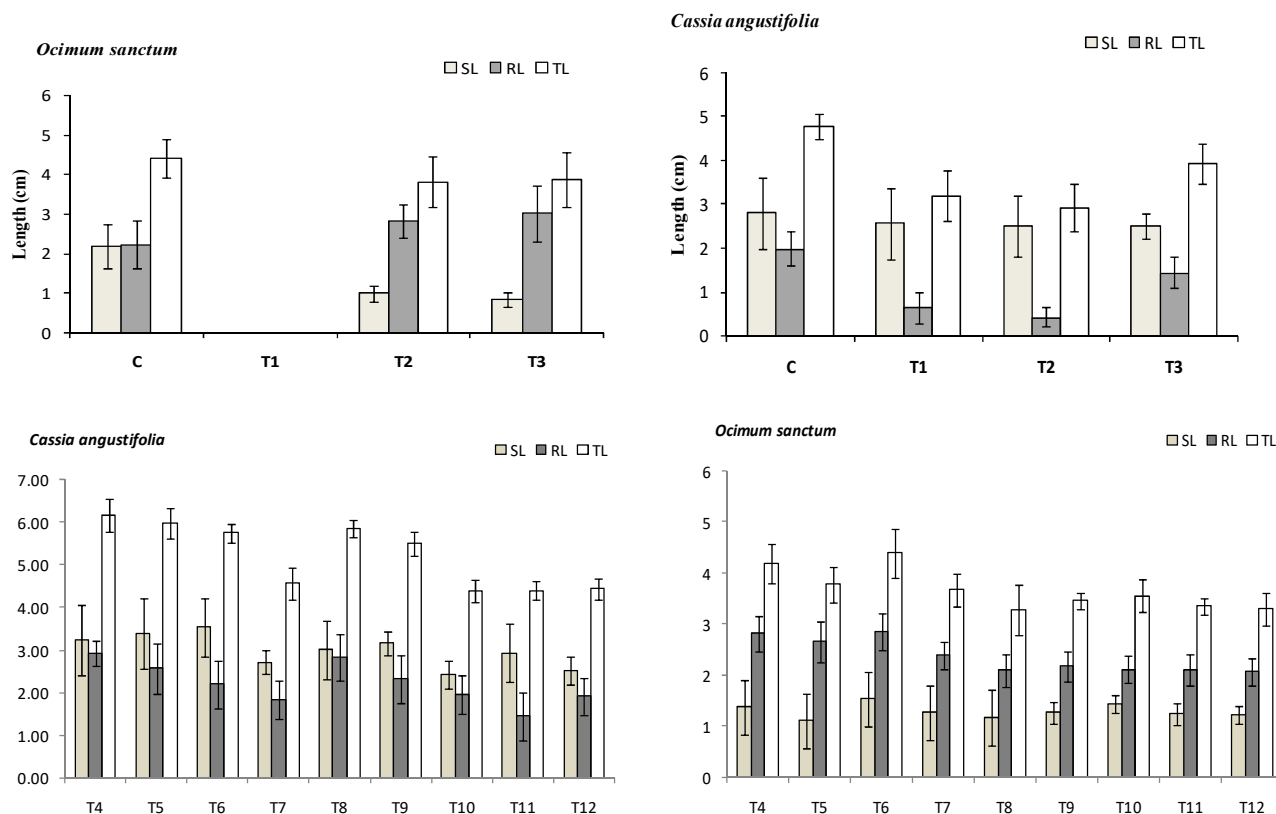 Ocimum sanctum
SL RL TL
6
5
4
3
2
1
0
Length (cm)
C T1 T2 T3
Cassia angustifolia
SL RL TL
6
5
4
3
2
1
0
Length (cm)
C T1 T2 T3
Cassia angustifolia
SL RL TL
7.00
6.00
5.00
4.00
3.00
2.00
1.00
0.00
T4 T5 T6 T7 T8 T9 T10 T11 T12
Ocimum sanctum
SL RL TL
6
5
4
3
2
1
0
T4 T5 T6 T7 T8 T9 T10 T11 T12